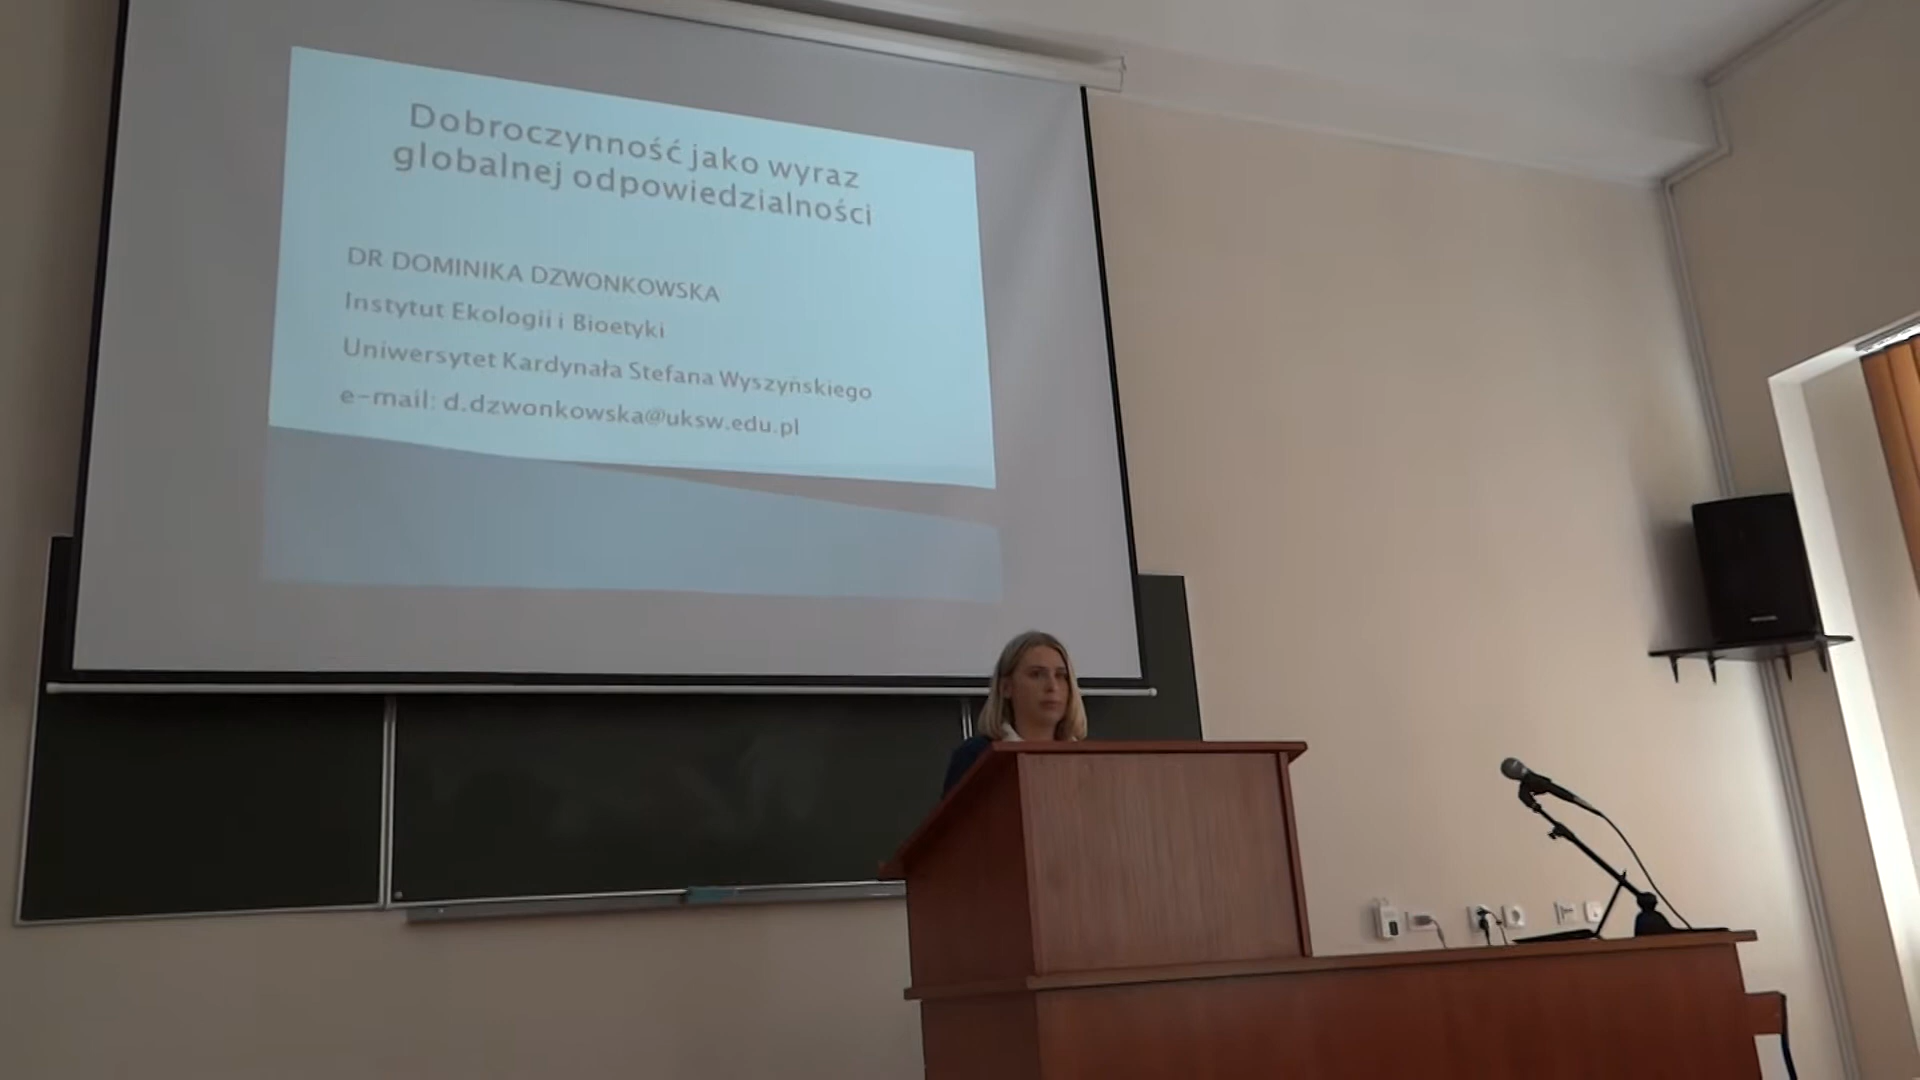 Dobroczynność jako wyraz
globalnej odpowiedzialności
DR DOMINIKA DZWONKOWSKA
Instytut Ekologii i Bioetyki
Uniwersytet Kardynała Stefana Wyszyńskiego
e-mail: d.dzwonkowska@uksw.edu.pl